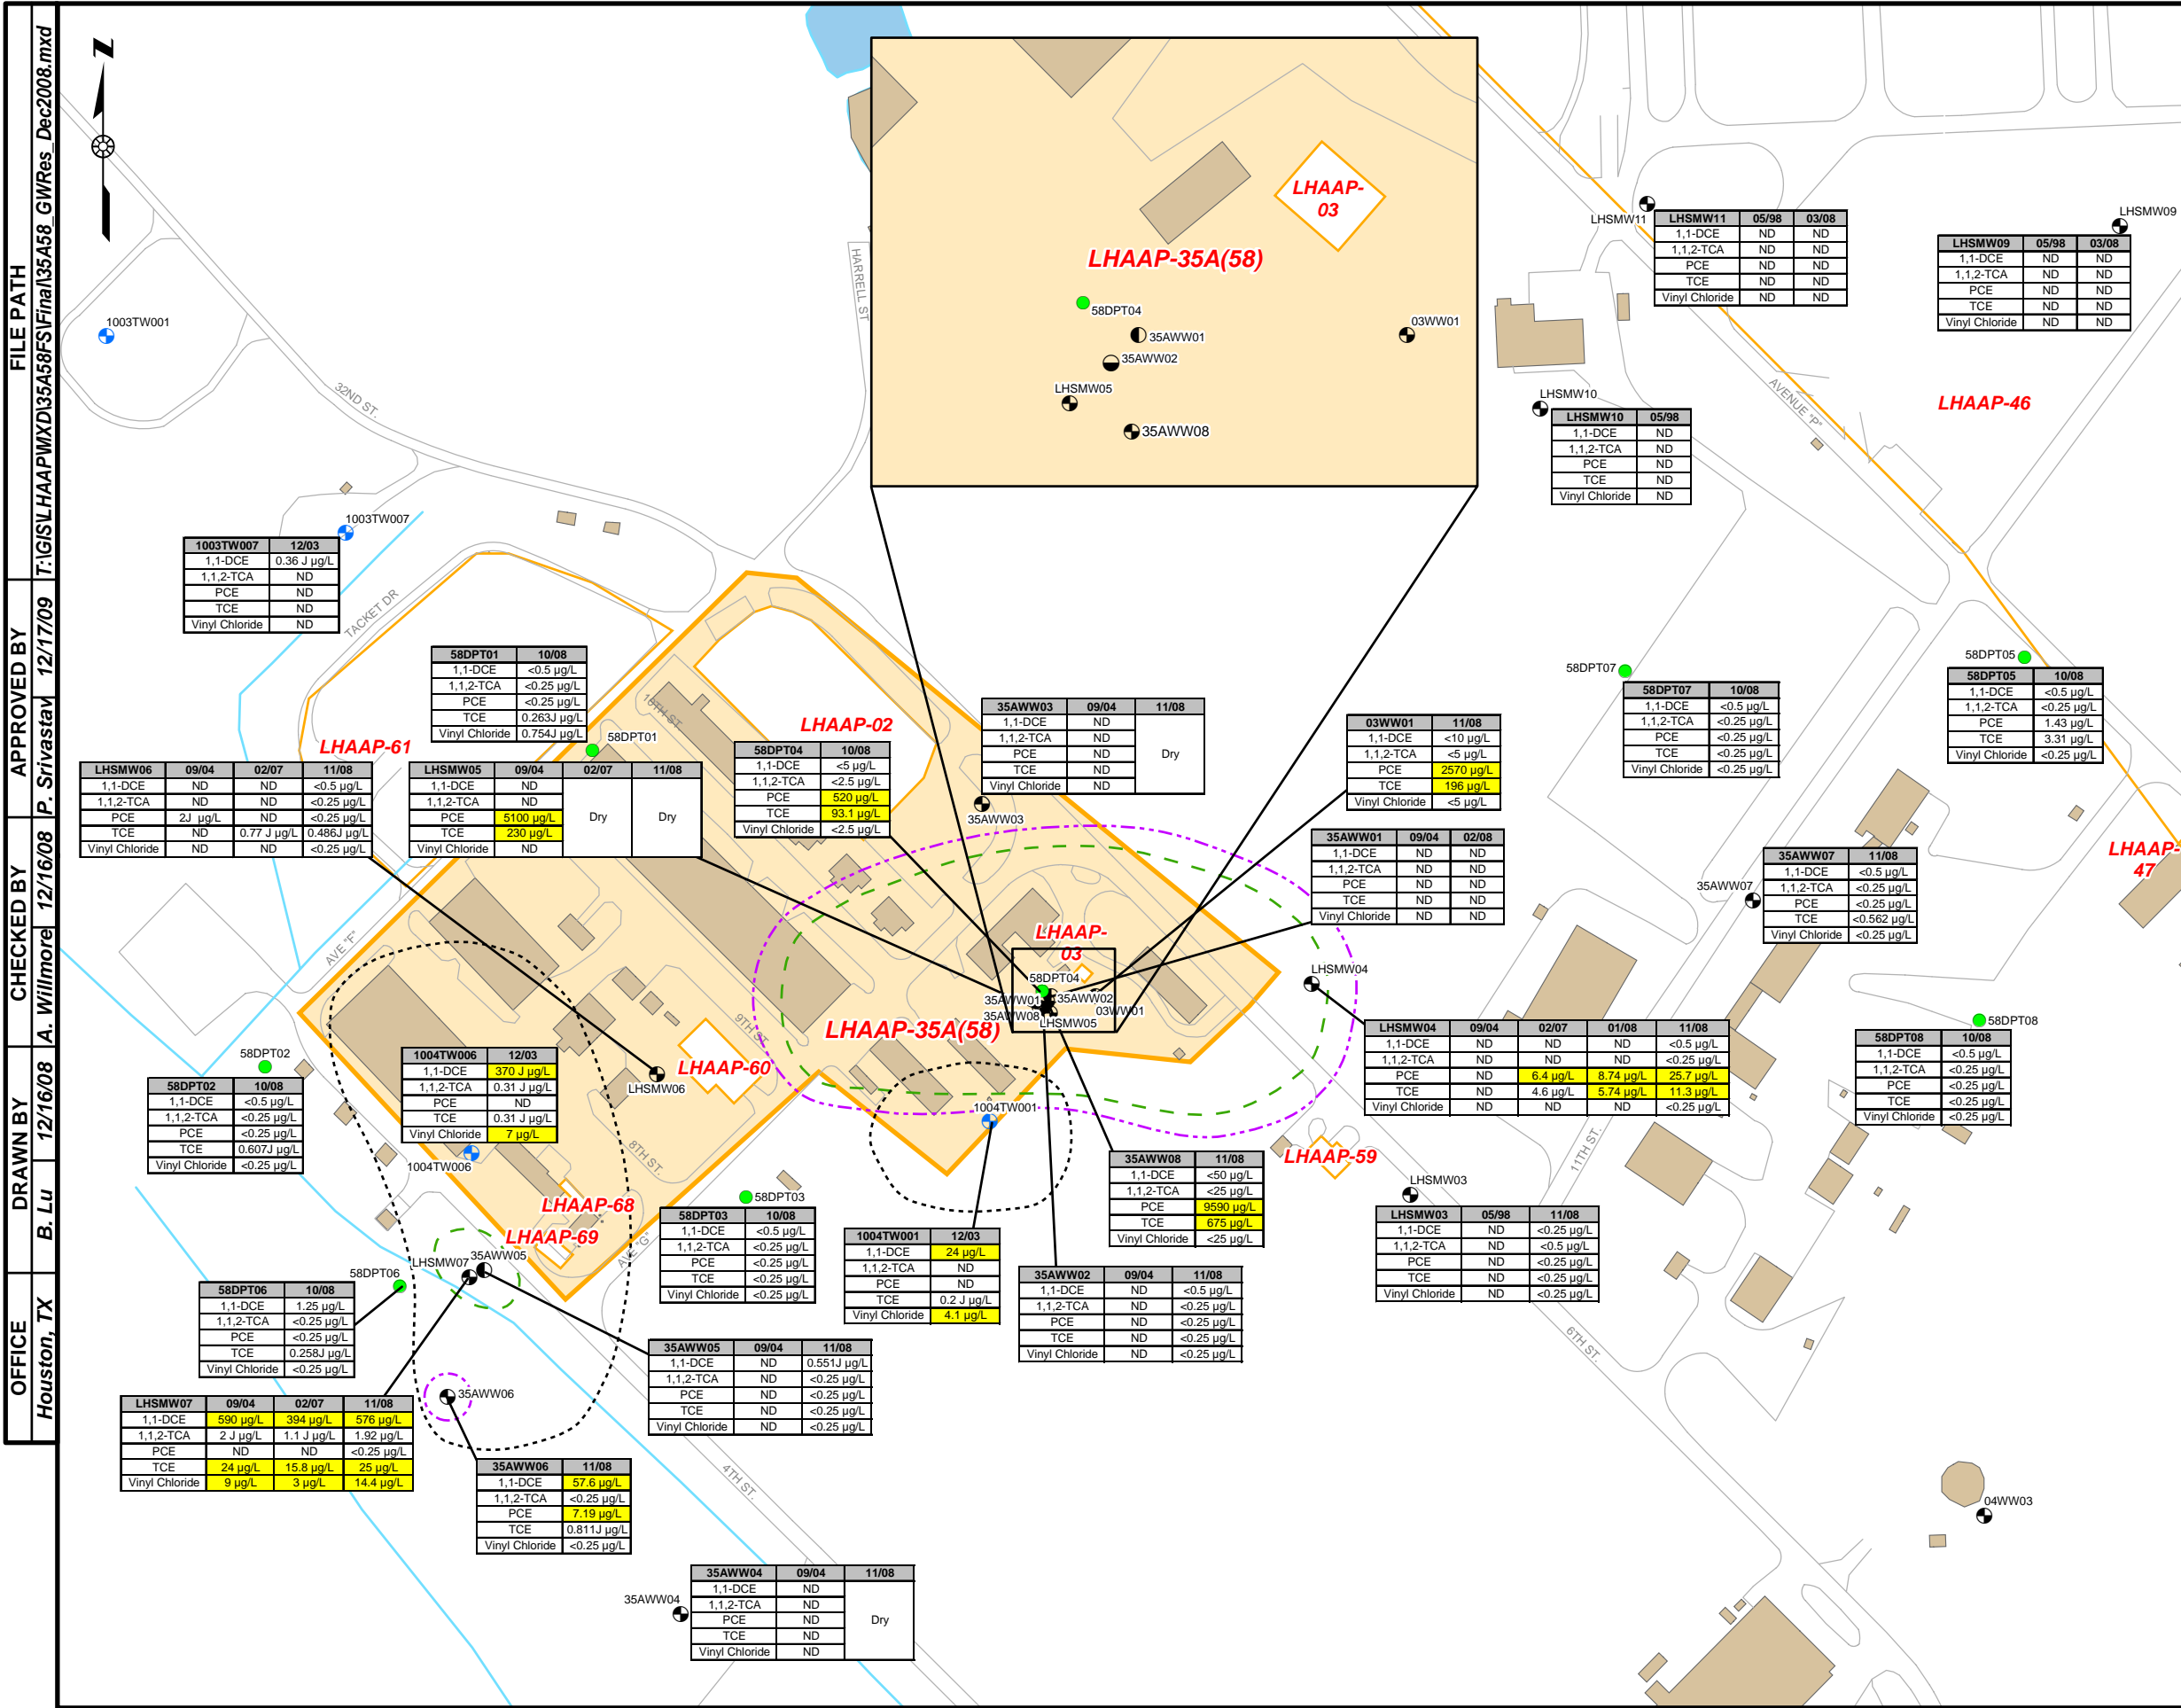 FILE PATH
T:\GIS\LHAAPMXD\35A58FS\Final\35A58_GWRes_Dec2008.mxd
APPROVED BY
P. Srivastav 12/17/09
CHECKED BY
A. Willmore 12/16/08
DRAWN BY
B. Lu 12/16/08
OFFICE
Houston, TX
N
LHAAP-03
LHAAP-35A(58)
58DPT04
35AWW01
35AWW02
LHSMW05
35AWW08
03WW01
1003TW001
32ND ST.
HARRELL ST
LHSMW11
LHSMW11 05/98 03/08
1,1-DCE ND ND
1,1,2-TCA ND ND
PCE ND ND
TCE ND ND
Vinyl Chloride ND ND
LHSMW09
LHSMW09 05/98 03/08
1,1-DCE ND ND
1,1,2-TCA ND ND
PCE ND ND
TCE ND ND
Vinyl Chloride ND ND
AVENUE "P"
LHAAP-46
LHSMW10
LHSMW10 05/98
1,1-DCE ND
1,1,2-TCA ND
PCE ND
TCE ND
Vinyl Chloride ND
1003TW007
1003TW007 12/03
1,1-DCE 0.36 J µg/L
1,1,2-TCA ND
PCE ND
TCE ND
Vinyl Chloride ND
TACKET DR
58DPT01 10/08
1,1-DCE <0.5 µg/L
1,1,2-TCA <0.25 µg/L
PCE <0.25 µg/L
TCE 0.263J µg/L
Vinyl Chloride 0.754J µg/L
58DPT01
10TH ST.
LHAAP-02
LHAAP-61
35AWW03 09/04 11/08
1,1-DCE ND Dry
1,1,2-TCA ND
PCE ND
TCE ND
Vinyl Chloride ND
35AWW03
03WW01 11/08
1,1-DCE <10 µg/L
1,1,2-TCA <5 µg/L
PCE 2570 µg/L
TCE 196 µg/L
Vinyl Chloride <5 µg/L
58DPT07
58DPT07 10/08
1,1-DCE <0.5 µg/L
1,1,2-TCA <0.25 µg/L
PCE <0.25 µg/L
TCE <0.25 µg/L
Vinyl Chloride <0.25 µg/L
58DPT05
58DPT05 10/08
1,1-DCE <0.5 µg/L
1,1,2-TCA <0.25 µg/L
PCE 1.43 µg/L
TCE 3.31 µg/L
Vinyl Chloride <0.25 µg/L
LHSMW06 09/04 02/07 11/08
1,1-DCE ND ND <0.5 µg/L
1,1,2-TCA ND ND <0.25 µg/L
PCE 2J µg/L ND <0.25 µg/L
TCE ND 0.77 J µg/L 0.486J µg/L
Vinyl Chloride ND ND <0.25 µg/L
LHSMW05 09/04 02/07 11/08
1,1-DCE ND Dry Dry
1,1,2-TCA ND
PCE 5100 µg/L
TCE 230 µg/L
Vinyl Chloride ND
58DPT04 10/08
1,1-DCE <5 µg/L
1,1,2-TCA <2.5 µg/L
PCE 520 µg/L
TCE 93.1 µg/L
Vinyl Chloride <2.5 µg/L
35AWW01 09/04 02/08
1,1-DCE ND ND
1,1,2-TCA ND ND
PCE ND ND
TCE ND ND
Vinyl Chloride ND ND
35AWW07
35AWW07 11/08
1,1-DCE <0.5 µg/L
1,1,2-TCA <0.25 µg/L
PCE <0.25 µg/L
TCE <0.562 µg/L
Vinyl Chloride <0.25 µg/L
LHAAP-47
AVE "F"
LHAAP-03
58DPT04
35AWW01
35AWW02
35AWW08
03WW01
LHSMW05
LHAAP-35A(58)
9TH ST.
LHSMW04
LHSMW04 09/04 02/07 01/08 11/08
1,1-DCE ND ND ND <0.5 µg/L
1,1,2-TCA ND ND ND <0.25 µg/L
PCE ND 6.4 µg/L 8.74 µg/L 25.7 µg/L
TCE ND 4.6 µg/L 5.74 µg/L 11.3 µg/L
Vinyl Chloride ND ND ND <0.25 µg/L
58DPT08
58DPT08 10/08
1,1-DCE <0.5 µg/L
1,1,2-TCA <0.25 µg/L
PCE <0.25 µg/L
TCE <0.25 µg/L
Vinyl Chloride <0.25 µg/L
58DPT02
58DPT02 10/08
1,1-DCE <0.5 µg/L
1,1,2-TCA <0.25 µg/L
PCE <0.25 µg/L
TCE 0.607J µg/L
Vinyl Chloride <0.25 µg/L
1004TW006 12/03
1,1-DCE 370 J µg/L
1,1,2-TCA 0.31 J µg/L
PCE ND
TCE 0.31 J µg/L
Vinyl Chloride 7 µg/L
1004TW006
LHSMW06
LHAAP-60
8TH ST.
1004TW001
LHAAP-59
11TH ST.
LHAAP-68
LHAAP-69
AVE "G"
58DPT03
58DPT03 10/08
1,1-DCE <0.5 µg/L
1,1,2-TCA <0.25 µg/L
PCE <0.25 µg/L
TCE <0.25 µg/L
Vinyl Chloride <0.25 µg/L
1004TW001 12/03
1,1-DCE 24 µg/L
1,1,2-TCA ND
PCE ND
TCE 0.2 J µg/L
Vinyl Chloride 4.1 µg/L
35AWW08 11/08
1,1-DCE <50 µg/L
1,1,2-TCA <25 µg/L
PCE 9590 µg/L
TCE 675 µg/L
Vinyl Chloride <25 µg/L
LHSMW03
LHSMW03 05/98 11/08
1,1-DCE ND <0.25 µg/L
1,1,2-TCA ND <0.5 µg/L
PCE ND <0.25 µg/L
TCE ND <0.25 µg/L
Vinyl Chloride ND <0.25 µg/L
35AWW02 09/04 11/08
1,1-DCE ND <0.5 µg/L
1,1,2-TCA ND <0.25 µg/L
PCE ND <0.25 µg/L
TCE ND <0.25 µg/L
Vinyl Chloride ND <0.25 µg/L
LHSMW07
35AWW05
58DPT06
58DPT06 10/08
1,1-DCE 1.25 µg/L
1,1,2-TCA <0.25 µg/L
PCE <0.25 µg/L
TCE 0.258J µg/L
Vinyl Chloride <0.25 µg/L
35AWW05 09/04 11/08
1,1-DCE ND 0.551J µg/L
1,1,2-TCA ND <0.25 µg/L
PCE ND <0.25 µg/L
TCE ND <0.25 µg/L
Vinyl Chloride ND <0.25 µg/L
6TH ST.
35AWW06
LHSMW07 09/04 02/07 11/08
1,1-DCE 590 µg/L 394 µg/L 576 µg/L
1,1,2-TCA 2 J µg/L 1.1 J µg/L 1.92 µg/L
PCE ND ND <0.25 µg/L
TCE 24 µg/L 15.8 µg/L 25 µg/L
Vinyl Chloride 9 µg/L 3 µg/L 14.4 µg/L
35AWW06 11/08
1,1-DCE 57.6 µg/L
1,1,2-TCA <0.25 µg/L
PCE 7.19 µg/L
TCE 0.811J µg/L
Vinyl Chloride <0.25 µg/L
4TH ST.
04WW03
35AWW04
35AWW04 09/04 11/08
1,1-DCE ND Dry
1,1,2-TCA ND
PCE ND
TCE ND
Vinyl Chloride ND